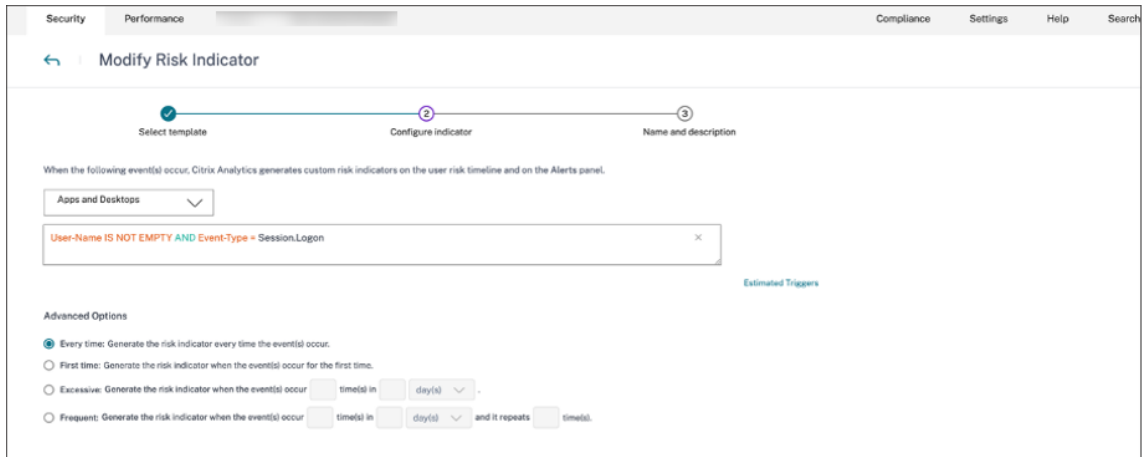 Security Performance Compliance Settings Help Search
Modify Risk Indicator
2 3
Select template Configure indicator Name and description
When the following event(s) occur, Citrix Analytics generates custom risk indicators on the user risk timeline and on the Alerts panel.
Apps and Desktops
User-Name IS NOT EMPTY AND Event-Type = Session.Logon
Estimated Triggers
Advanced Options
Every time: Generate the risk indicator every time the event(s) occur.
First time: Generate the risk indicator when the event(s) occur for the first time.
Excessive: Generate the risk indicator when the event(s) occur time(s) in day(s) .
Frequent: Generate the risk indicator when the event(s) occur time(s) in day(s) and it repeats time(s).